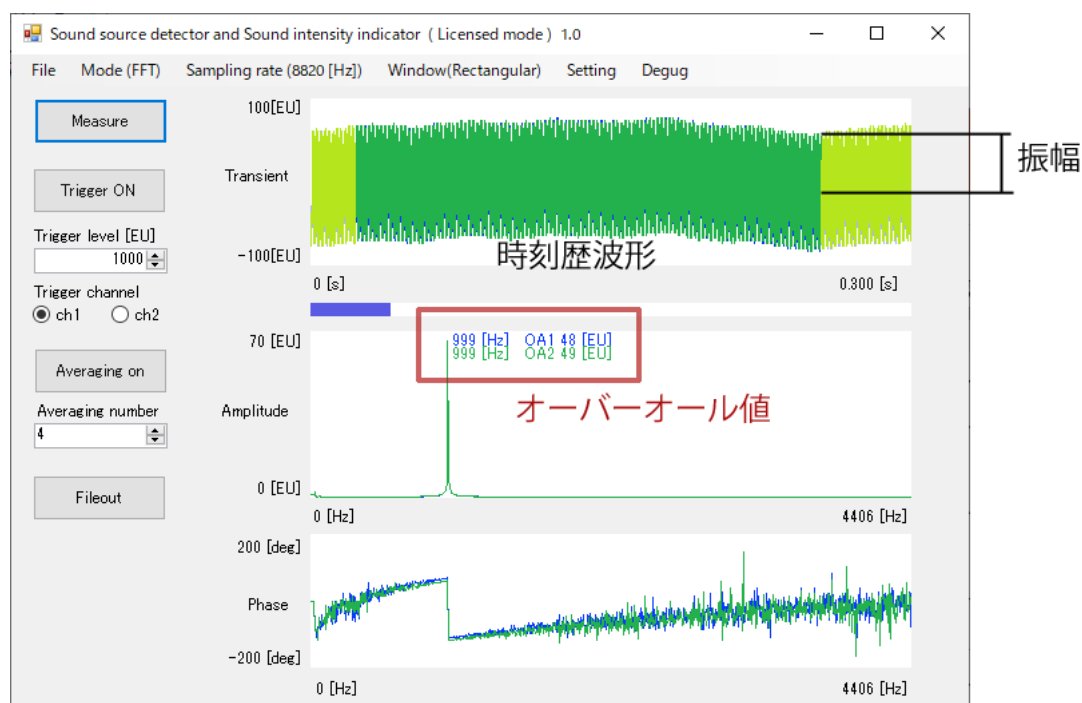 Sound source detector and Sound intensity indicator ( Licensed mode ) 1.0
File Mode (FFT) Sampling rate (8820 [Hz]) Window(Rectangular) Setting Degug
Measure
Trigger ON
Trigger level [EU]
1000
Trigger channel
ch1 ch2
Averaging on
Averaging number
4
Fileout
100[EU]
Transient
-100[EU]
0 [s]
0.300 [s]
振幅
時刻歴波形
70 [EU]
999 [Hz] OA1 48 [EU]
999 [Hz] OA2 49 [EU]
オーバーオール値
Amplitude
0 [EU]
0 [Hz]
4406 [Hz]
200 [deg]
Phase
-200 [deg]
0 [Hz]
4406 [Hz]